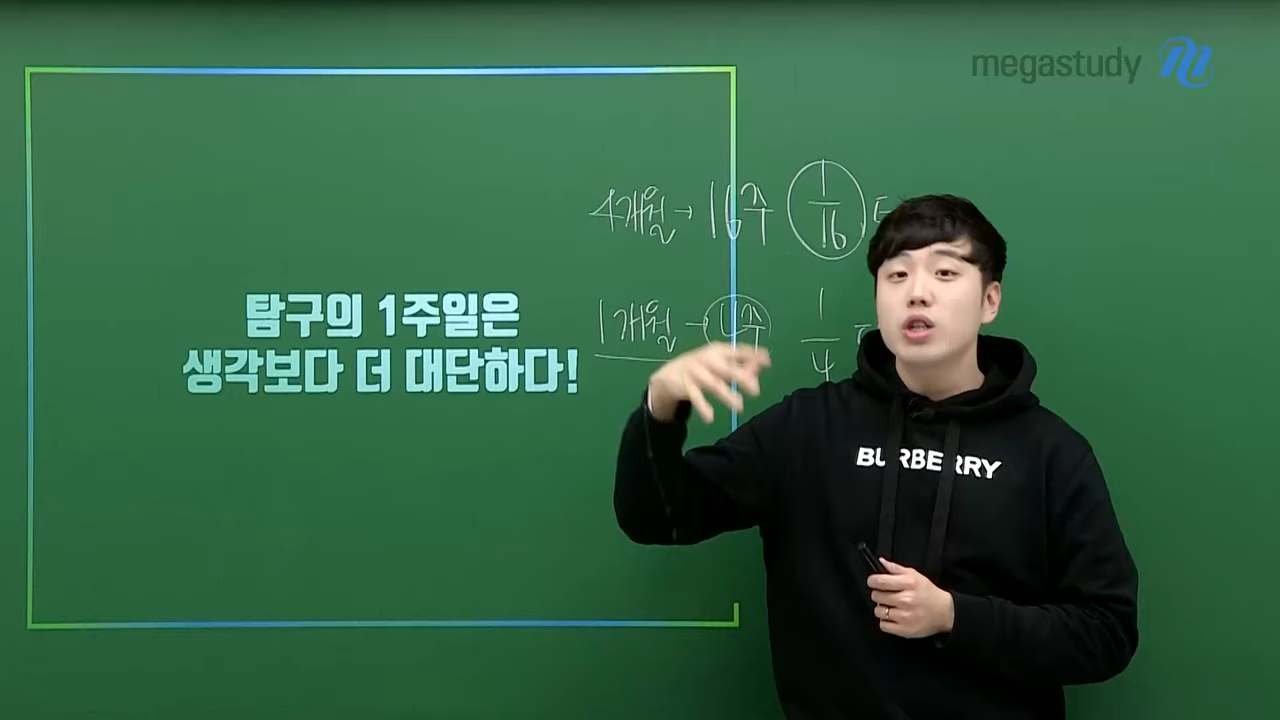 megastudy
4개월→16주 1/16
탐구의 1주일은
생각보다 더 대단하다!
1개월→4주 1/4
BURBERRY